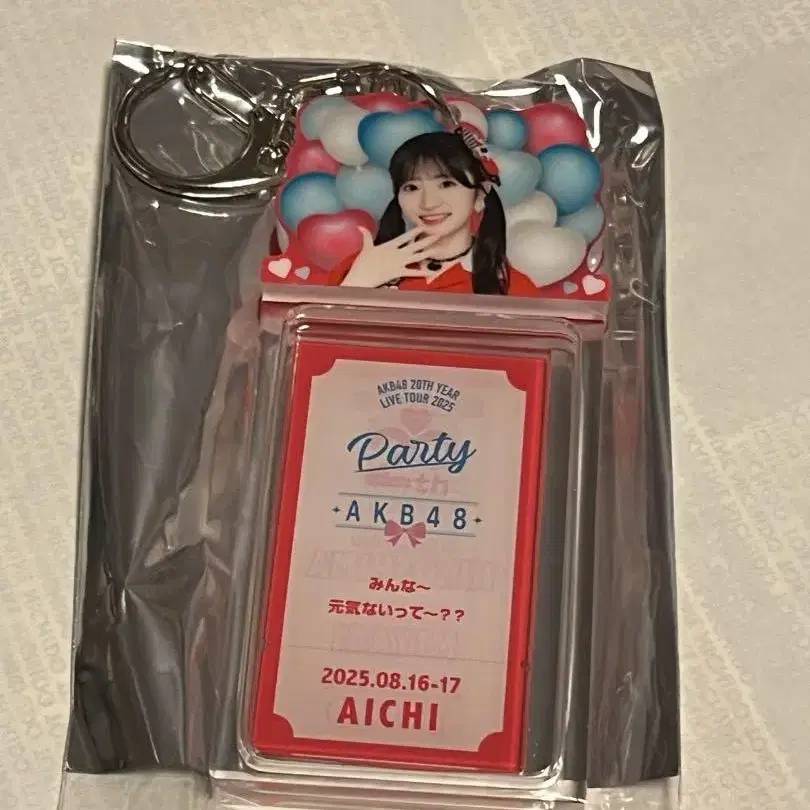 AKB48 20TH YEAR
LIVE TOUR 2025
Party
AKB48
みんな～
元気ないって～??
2025.08.16-17
AICHI